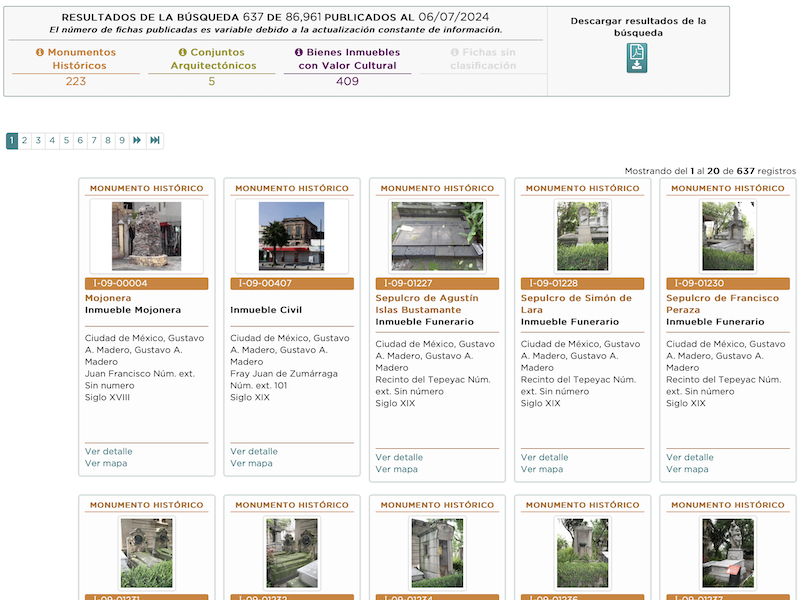 RESULTADOS DE LA BÚSQUEDA 637 DE 86,961 PUBLICADOS AL 06/07/2024
El número de fichas publicadas es variable debido a la actualización constante de información.
Monumentos
Históricos
223
Conjuntos
Arquitectónicos
5
Bienes Inmuebles
con Valor Cultural
409
Fichas sin
clasificación
Descargar resultados de la
búsqueda
1 2 3 4 5 6 7 8 9
Mostrando del 1 al 20 de 637 registros
MONUMENTO HISTÓRICO
I-09-00004
Mojonera
Inmueble Mojonera
Ciudad de México, Gustavo
A. Madero, Gustavo A.
Madero
Juan Francisco Núm. ext.
Sin numero
Siglo XVIII
Ver detalle
Ver mapa
MONUMENTO HISTÓRICO
I-09-00407
Inmueble Civil
Ciudad de México, Gustavo
A. Madero, Gustavo A.
Madero
Fray Juan de Zumárraga
Núm. ext. 101
Siglo XIX
Ver detalle
Ver mapa
MONUMENTO HISTÓRICO
I-09-01227
Sepulcro de Agustín
Islas Bustamante
Inmueble Funerario
Ciudad de México, Gustavo
A. Madero, Gustavo A.
Madero
Recinto del Tepeyac Núm.
ext. Sin número
Siglo XIX
Ver detalle
Ver mapa
MONUMENTO HISTÓRICO
I-09-01228
Sepulcro de Simón de
Lara
Inmueble Funerario
Ciudad de México, Gustavo
A. Madero, Gustavo A.
Madero
Recinto del Tepeyac Núm.
ext. Sin número
Siglo XIX
Ver detalle
Ver mapa
MONUMENTO HISTÓRICO
I-09-01230
Sepulcro de Francisco
Peraza
Inmueble Funerario
Ciudad de México, Gustavo
A. Madero, Gustavo A.
Madero
Recinto del Tepeyac Núm.
ext. Sin número
Siglo XIX
Ver detalle
Ver mapa
MONUMENTO HISTÓRICO
I-09-01231
MONUMENTO HISTÓRICO
I-09-01232
MONUMENTO HISTÓRICO
I-09-01234
MONUMENTO HISTÓRICO
I-09-01236
MONUMENTO HISTÓRICO
I-09-01237